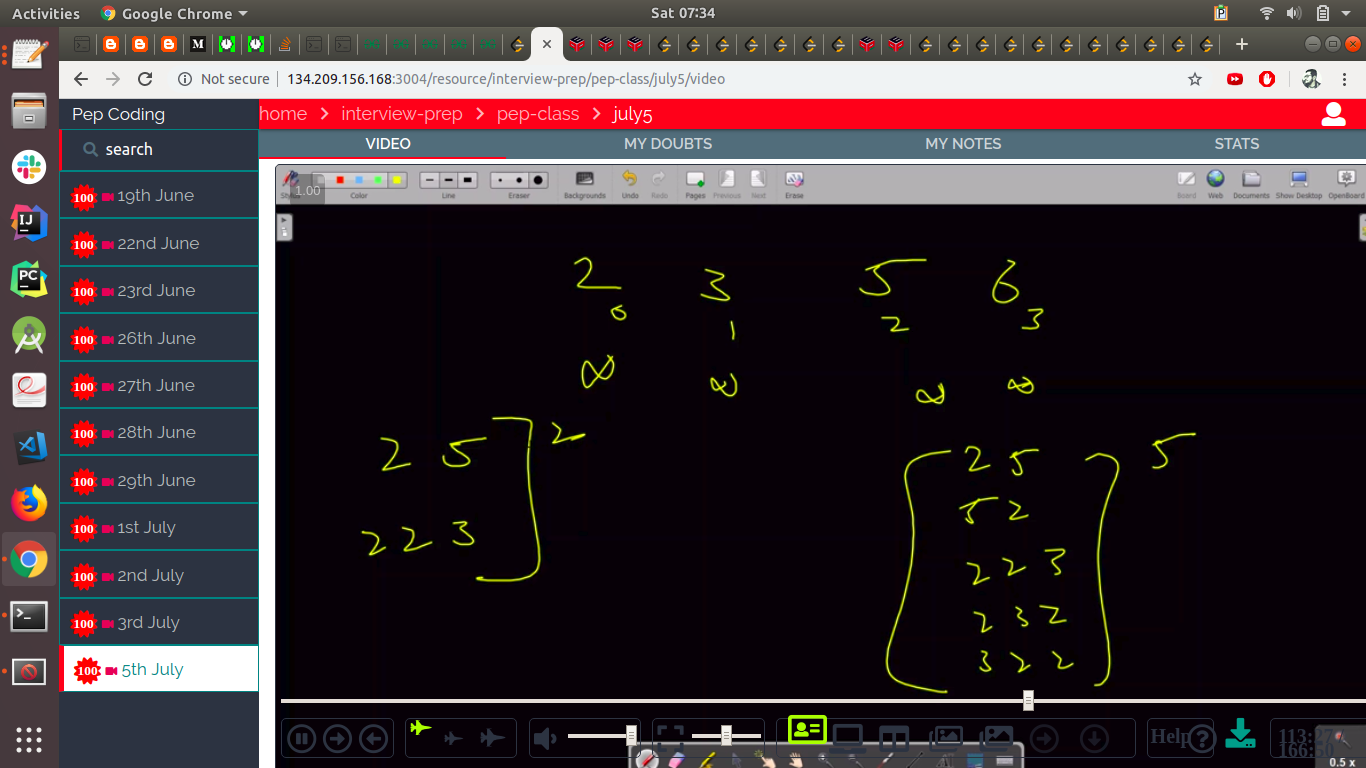 Activities Google Chrome Sat 07:34
Not secure 134.209.156.168:3004/resource/interview-prep/pep-class/july5/video
Pep Coding home interview-prep pep-class july5
search
VIDEO MY DOUBTS MY NOTES STATS
100 19th June
100 22nd June
100 23rd June
100 26th June
100 27th June
100 28th June
100 29th June
100 1st July
100 2nd July
100 3rd July
100 5th July
1.00
Color Line Eraser Backgrounds Undo Redo Pages Previous Next Erase Board Web Documents Show Desktop OpenBoard
2 3 5 6
0 1 2 3
∞ ∞ ∞ ∞
2 5 ] 2
2 2 3
2 5 ] 5
5 2
2 2 3
2 3 2
3 2 2
Help
0.5 x